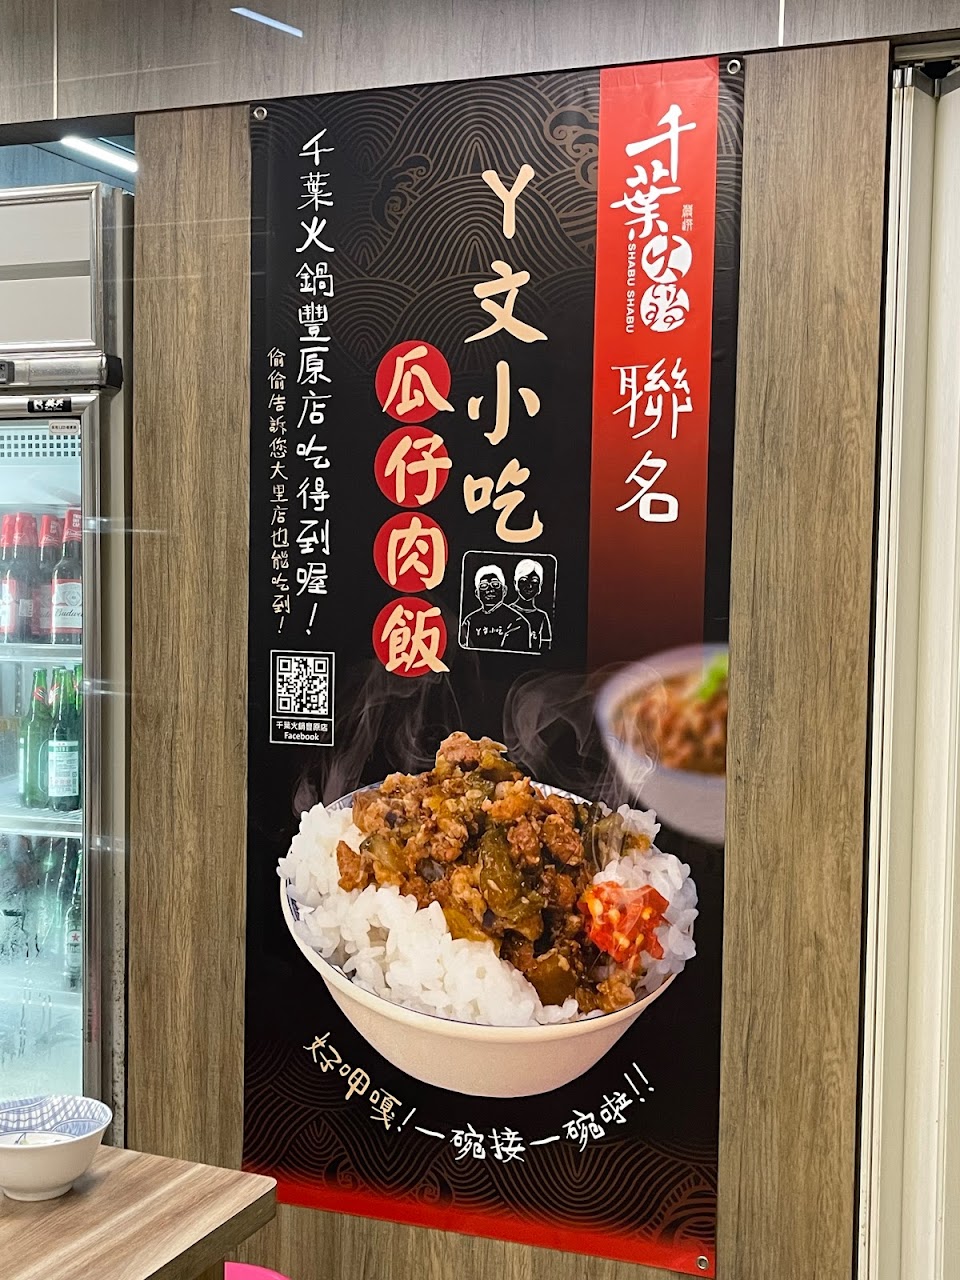 千葉火鍋
SHABU SHABU
聯名
ㄚ文小吃
瓜仔肉飯
ㄚ文小吃
千葉火鍋豐原店吃得到喔！
偷偷告訴您大里店也能吃到！
千葉火鍋豐原店
Facebook
好呷嘎！一碗接一碗啦!!
Budweiser